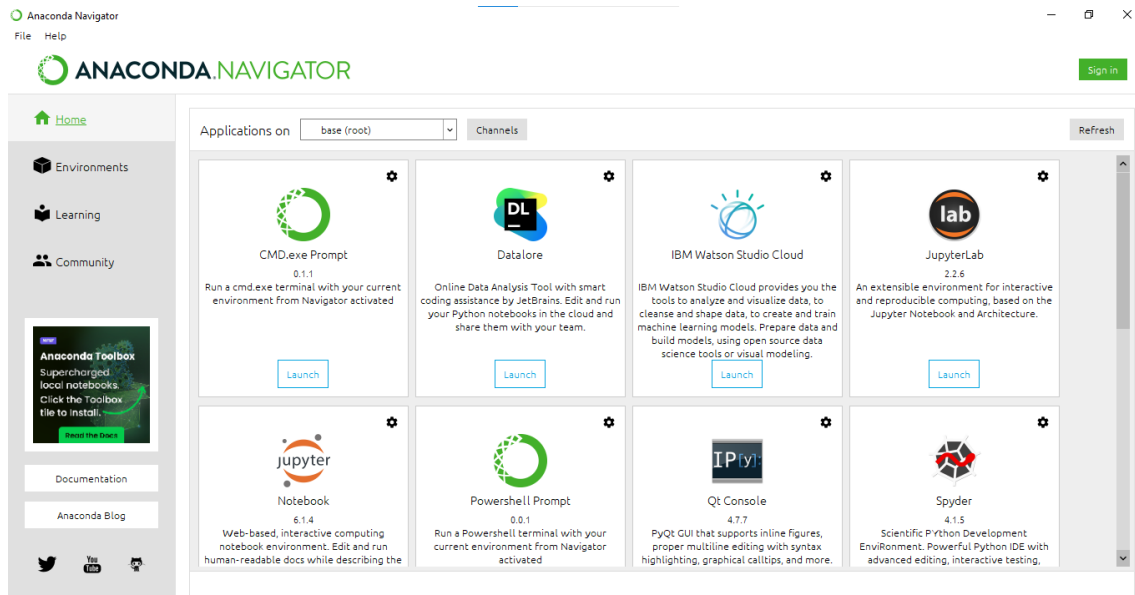 Anaconda Navigator
File Help
ANACONDA.NAVIGATOR
Sign in
Home
Environments
Learning
Community
NEW
Anaconda Toolbox
Supercharged
local notebooks.
Click the Toolbox
tile to install.
Read the Docs
Documentation
Anaconda Blog
You
Tube
Applications on base (root) Channels Refresh
CMD.exe Prompt
0.1.1
Run a cmd.exe terminal with your current
environment from Navigator activated
Launch
DL
Datalore
Online Data Analysis Tool with smart
coding assistance by JetBrains. Edit and run
your Python notebooks in the cloud and
share them with your team.
Launch
IBM Watson Studio Cloud
IBM Watson Studio Cloud provides you the
tools to analyze and visualize data, to
cleanse and shape data, to create and train
machine learning models. Prepare data and
build models, using open source data
science tools or visual modeling.
Launch
lab
JupyterLab
2.2.6
An extensible environment for interactive
and reproducible computing, based on the
Jupyter Notebook and Architecture.
Launch
jupyter
Notebook
6.1.4
Web-based, interactive computing
notebook environment. Edit and run
human-readable docs while describing the
Powershell Prompt
0.0.1
Run a Powershell terminal with your
current environment from Navigator
activated
IP[y]:
Qt Console
4.7.7
PyQt GUI that supports inline figures,
proper multiline editing with syntax
highlighting, graphical calltips, and more.
Spyder
4.1.5
Scientific PYthon Development
EnviRonment. Powerful Python IDE with
advanced editing, interactive testing,